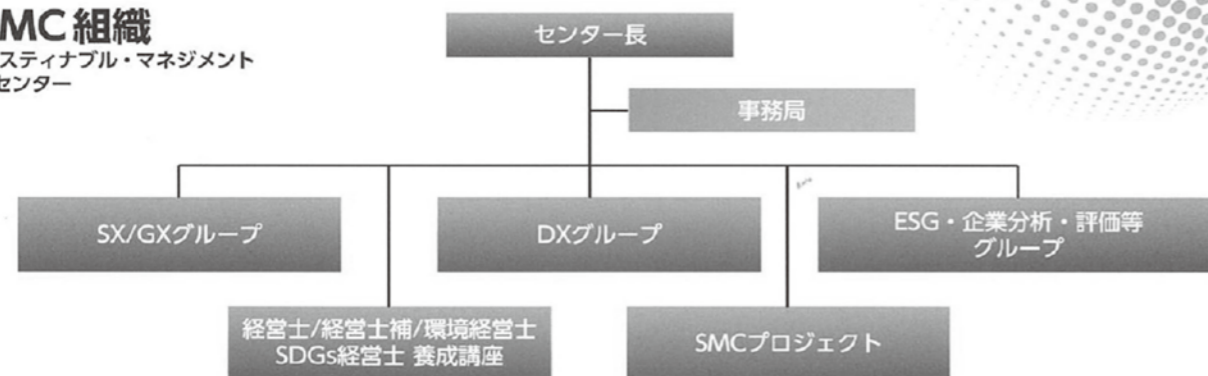 MC 組織
スティナブル・マネジメント
センター
センター長
事務局
SX/GXグループ
DXグループ
ESG・企業分析・評価等
グループ
経営士/経営士補/環境経営士
SDGs経営士 養成講座
SMCプロジェクト